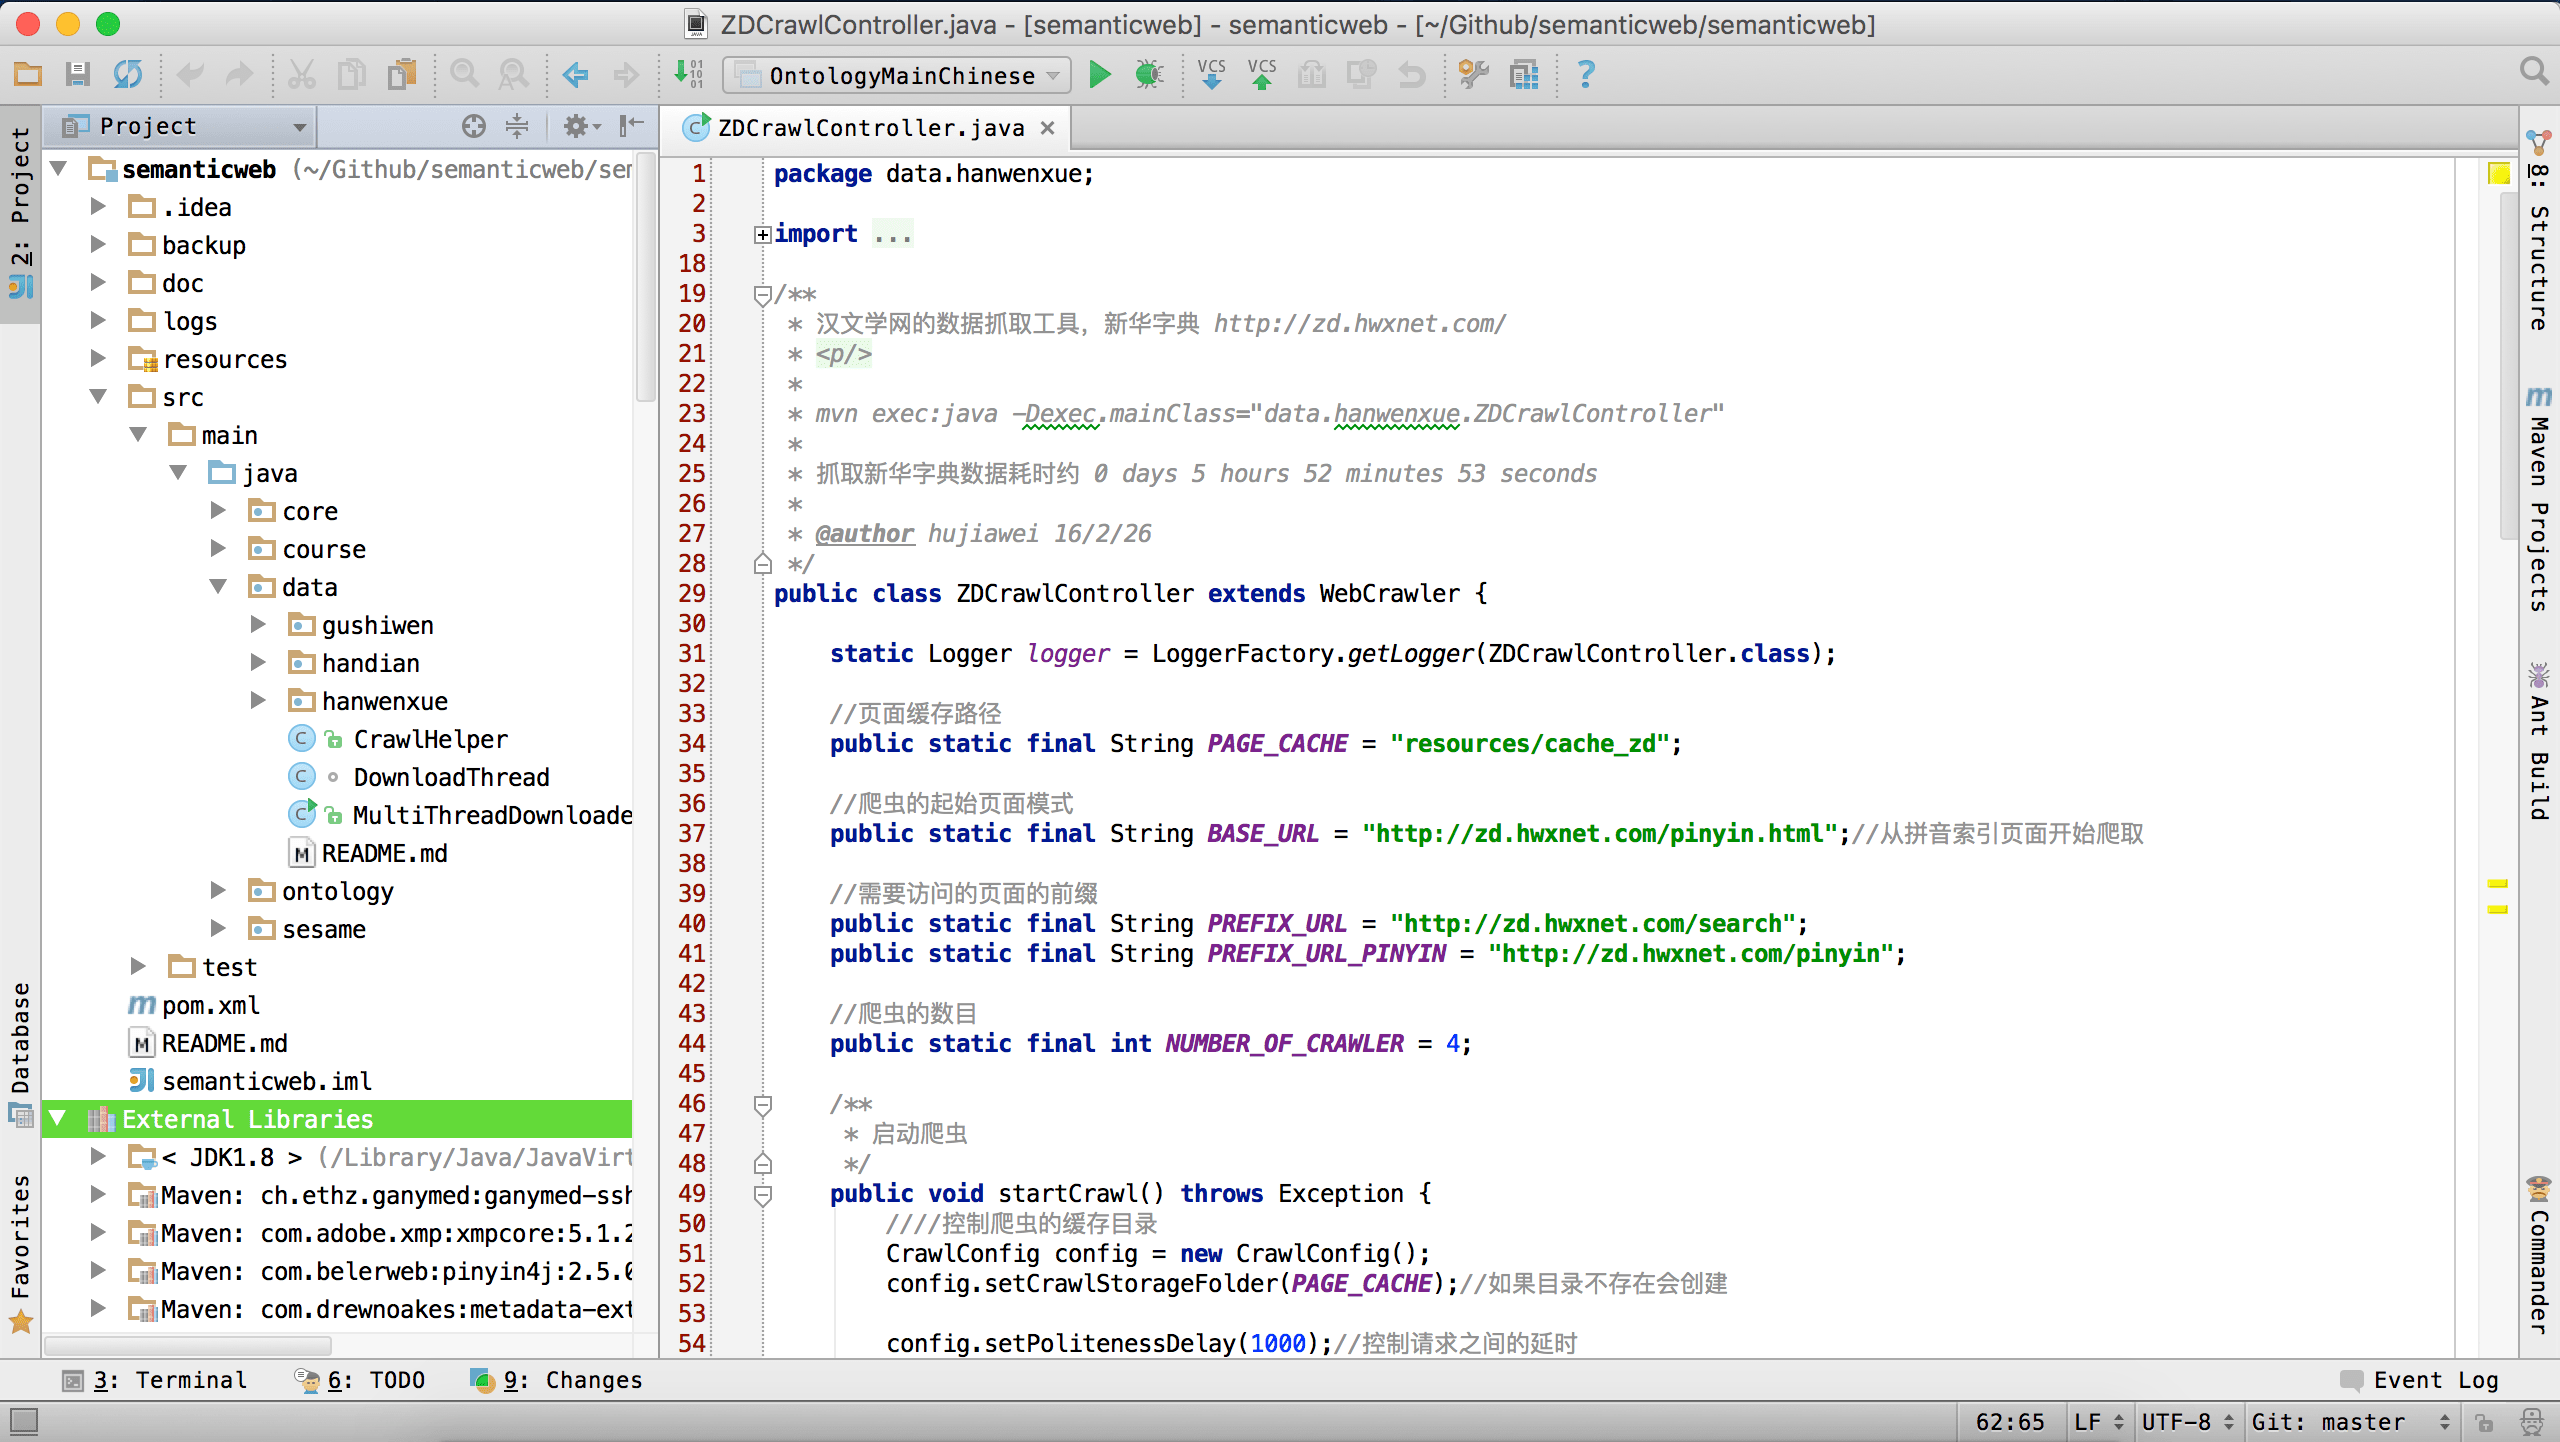 ZDCrawlController.java - [semanticweb] - semanticweb - [~/Github/semanticweb/semanticweb]
OntologyMainChinese
VCS
VCS
?
2: Project
Database
Favorites
Project
semanticweb (~/Github/semanticweb/ser
.idea
backup
doc
logs
resources
src
main
java
core
course
data
gushiwen
handian
hanwenxue
CrawlHelper
DownloadThread
MultiThreadDownloade
README.md
ontology
sesame
test
pom.xml
README.md
semanticweb.iml
External Libraries
< JDK1.8 > (/Library/Java/JavaVirt
Maven: ch.ethz.ganymed:ganymed-ssh
Maven: com.adobe.xmp:xmpcore:5.1.2
Maven: com.belerweb:pinyin4j:2.5.0
Maven: com.drewnoakes:metadata-ext
ZDCrawlController.java
1 package data.hanwenxue;
2
3 import ...
18
19 /**
20 * 汉文学网的数据抓取工具，新华字典 http://zd.hwxnet.com/
21 * <p/>
22 *
23 * mvn exec:java -Dexec.mainClass="data.hanwenxue.ZDCrawlController"
24 *
25 * 抓取新华字典数据耗时约 0 days 5 hours 52 minutes 53 seconds
26 *
27 * @author hujiawei 16/2/26
28 */
29 public class ZDCrawlController extends WebCrawler {
30
31 static Logger logger = LoggerFactory.getLogger(ZDCrawlController.class);
32
33 //页面缓存路径
34 public static final String PAGE_CACHE = "resources/cache_zd";
35
36 //爬虫的起始页面模式
37 public static final String BASE_URL = "http://zd.hwxnet.com/pinyin.html";//从拼音索引页面开始爬取
38
39 //需要访问的页面的前缀
40 public static final String PREFIX_URL = "http://zd.hwxnet.com/search";
41 public static final String PREFIX_URL_PINYIN = "http://zd.hwxnet.com/pinyin";
42
43 //爬虫的数目
44 public static final int NUMBER_OF_CRAWLER = 4;
45
46 /**
47 * 启动爬虫
48 */
49 public void startCrawl() throws Exception {
50 ////控制爬虫的缓存目录
51 CrawlConfig config = new CrawlConfig();
52 config.setCrawlStorageFolder(PAGE_CACHE);//如果目录不存在会创建
53
54 config.setPolitenessDelay(1000);//控制请求之间的延时
8: Structure
Maven Projects
Ant Build
Commander
3: Terminal
6: TODO
9: Changes
Event Log
62:65 LF UTF-8 Git: master